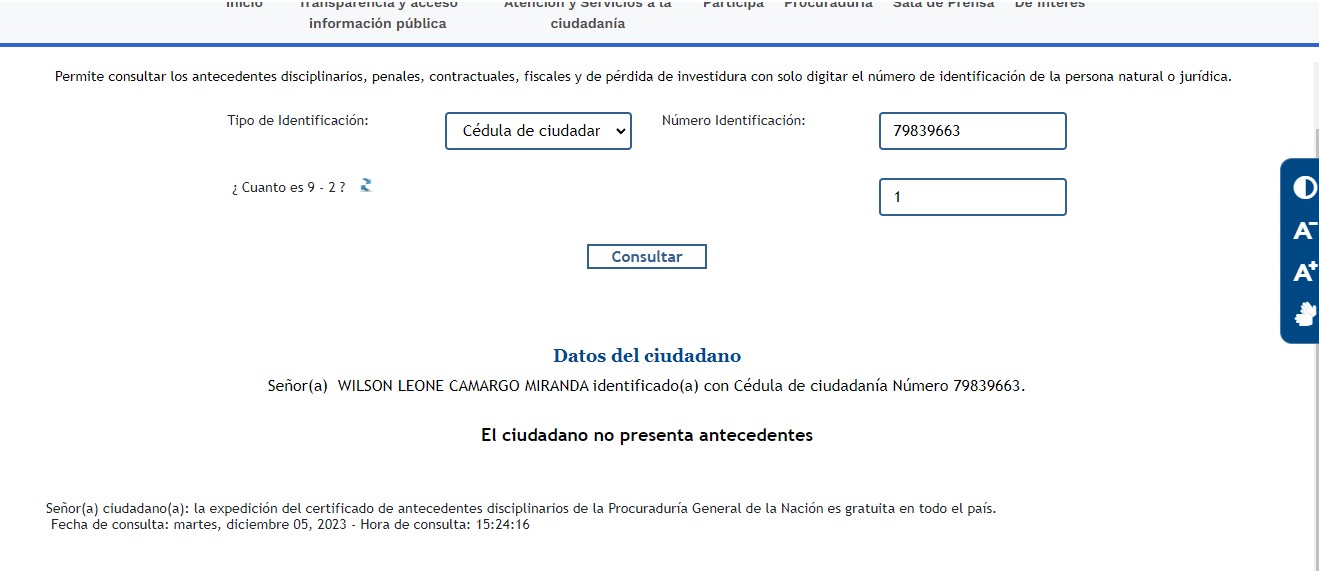 Inicio Transparencia y acceso Atención y Servicios a la Participa Procuraduría Sala de Prensa De interés
información pública ciudadanía
Permite consultar los antecedentes disciplinarios, penales, contractuales, fiscales y de pérdida de investidura con solo digitar el número de identificación de la persona natural o jurídica.
Tipo de Identificación: Cédula de ciudadar Número Identificación: 79839663
¿ Cuanto es 9 - 2 ? 1
Consultar
Datos del ciudadano
Señor(a) WILSON LEONE CAMARGO MIRANDA identificado(a) con Cédula de ciudadanía Número 79839663.
El ciudadano no presenta antecedentes
Señor(a) ciudadano(a): la expedición del certificado de antecedentes disciplinarios de la Procuraduría General de la Nación es gratuita en todo el país.
Fecha de consulta: martes, diciembre 05, 2023 - Hora de consulta: 15:24:16
A-
A+